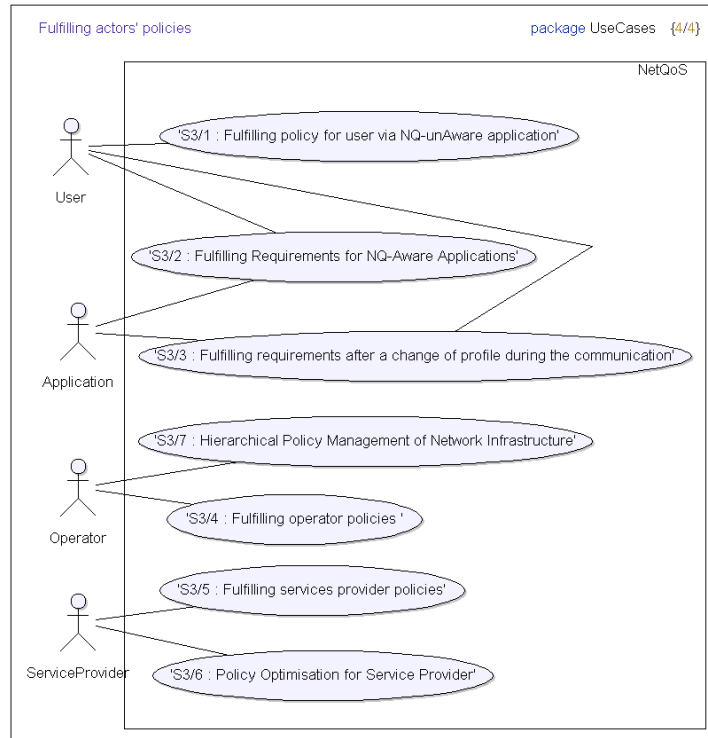 Fulfilling actors' policies
package UseCases {4/4}
NetQoS
'S3/1 : Fulfilling policy for user via NQ-unAware application'
User
'S3/2 : Fulfilling Requirements for NQ-Aware Applications'
'S3/3 : Fulfilling requirements after a change of profile during the communication'
Application
'S3/7 : Hierarchical Policy Management of Network Infrastructure'
'S3/4 : Fulfilling operator policies '
Operator
'S3/5 : Fulfilling services provider policies'
ServiceProvider
'S3/6 : Policy Optimisation for Service Provider'